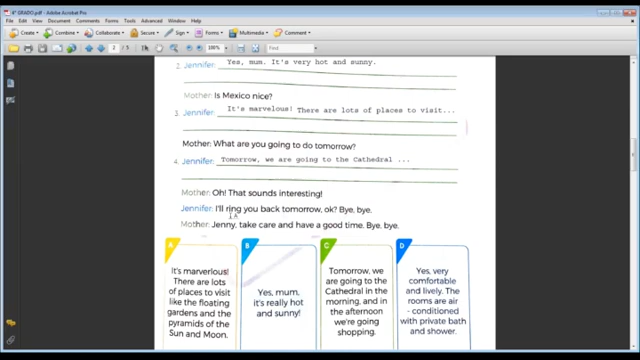 4° GRADO.pdf - Adobe Acrobat Pro
File Edit View Document Comments Forms Tools Advanced Window Help
Create Combine Collaborate Secure Sign Forms Multimedia Comment
2 / 5 100% Find
2. Jennifer: Yes, mum. It's very hot and sunny.
Mother: Is Mexico nice?
3. Jennifer: It's marvelous! There are lots of places to visit...
Mother: What are you going to do tomorrow?
4. Jennifer: Tomorrow, we are going to the Cathedral ...
Mother: Oh! That sounds interesting!
Jennifer: I'll ring you back tomorrow, ok? Bye, bye.
Mother: Jenny, take care and have a good time. Bye, bye.
A
It's marverlous!
There are lots
of places to visit
like the floating
gardens and the
pyramids of the
Sun and Moon.
B
Yes, mum,
it's really hot
and sunny!
C
Tomorrow, we
are going to the
Cathedral in the
morning, and in
the afternoon
we're going
shopping.
D
Yes, very
comfortable
and lively. The
rooms are air
- conditioned
with private bath
and shower.